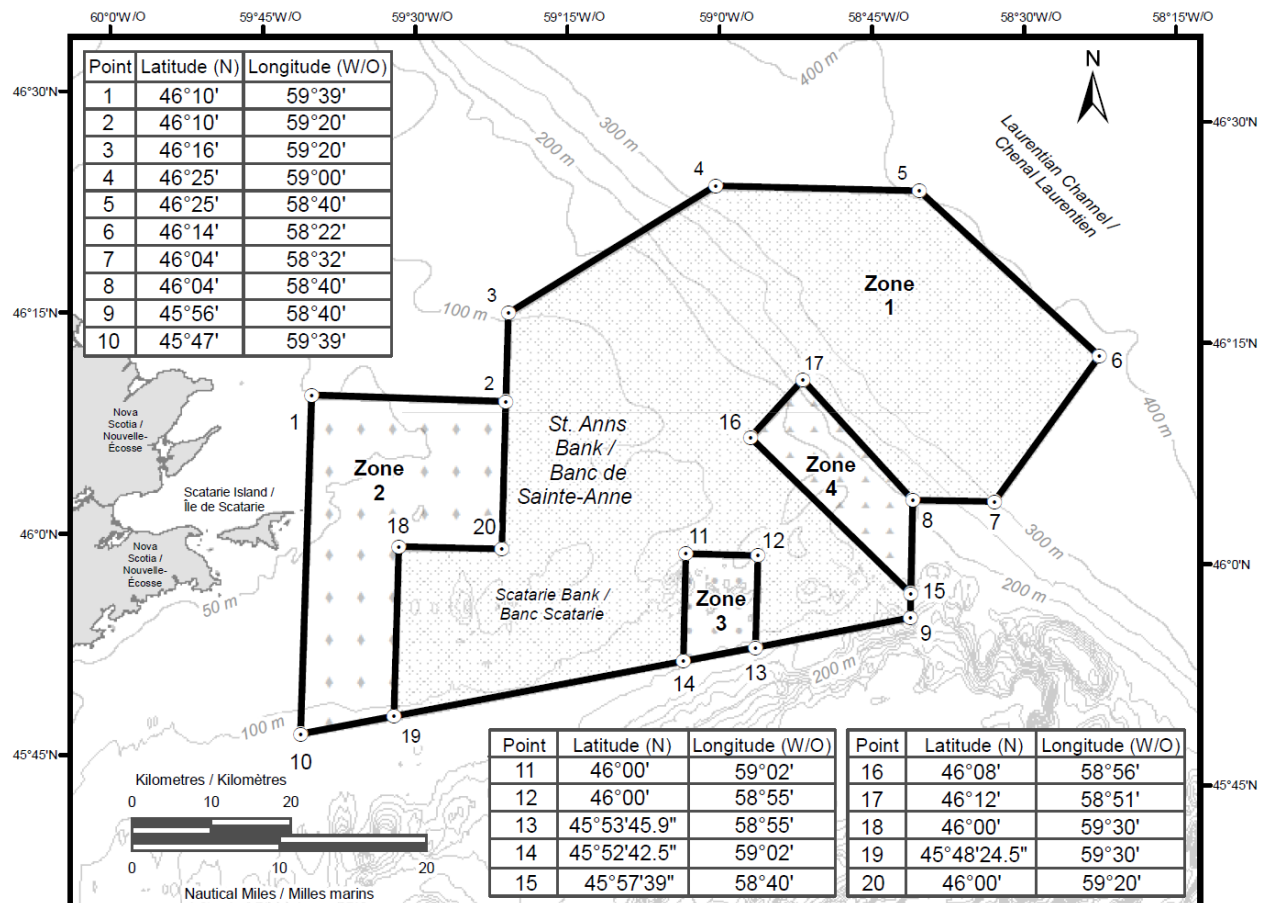 60°0'W/O 59°45'W/O 59°30'W/O 59°15'W/O 59°0'W/O 58°45'W/O 58°30'W/O 58°15'W/O
Point Latitude (N) Longitude (W/O)
1 46°10' 59°39'
2 46°10' 59°20'
3 46°16' 59°20'
4 46°25' 59°00'
5 46°25' 58°40'
6 46°14' 58°22'
7 46°04' 58°32'
8 46°04' 58°40'
9 45°56' 58°40'
10 45°47' 59°39'
46°30'N
46°15'N
46°0'N
45°45'N
N
400 m
300 m
200 m
Laurentian Channel /
Chenal Laurentien
46°30'N
46°15'N
46°0'N
45°45'N
4
5
3
100 m
Zone
1
6
400 m
17
2
1
16
St. Anns
Bank /
Banc de
Sainte-Anne
Nova
Scotia /
Nouvelle-
Écosse
Zone
2
Zone
4
Scatarie Island /
Île de Scatarie
18
20
8
7
11
12
300 m
Nova
Scotia /
Nouvelle-
Écosse
50 m
Scatarie Bank /
Banc Scatarie
Zone
3
15
200 m
9
13
14
200 m
100 m
19
10
Kilometres / Kilomètres
0 10 20
0 10 20
Nautical Miles / Milles marins
Point Latitude (N) Longitude (W/O)
11 46°00' 59°02'
12 46°00' 58°55'
13 45°53'45.9" 58°55'
14 45°52'42.5" 59°02'
15 45°57'39" 58°40'
Point Latitude (N) Longitude (W/O)
16 46°08' 58°56'
17 46°12' 58°51'
18 46°00' 59°30'
19 45°48'24.5" 59°30'
20 46°00' 59°20'